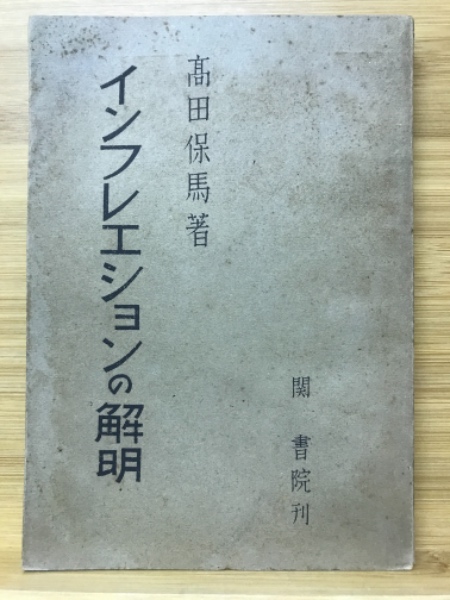 関書院刊
髙田保馬著
インフレエションの解明